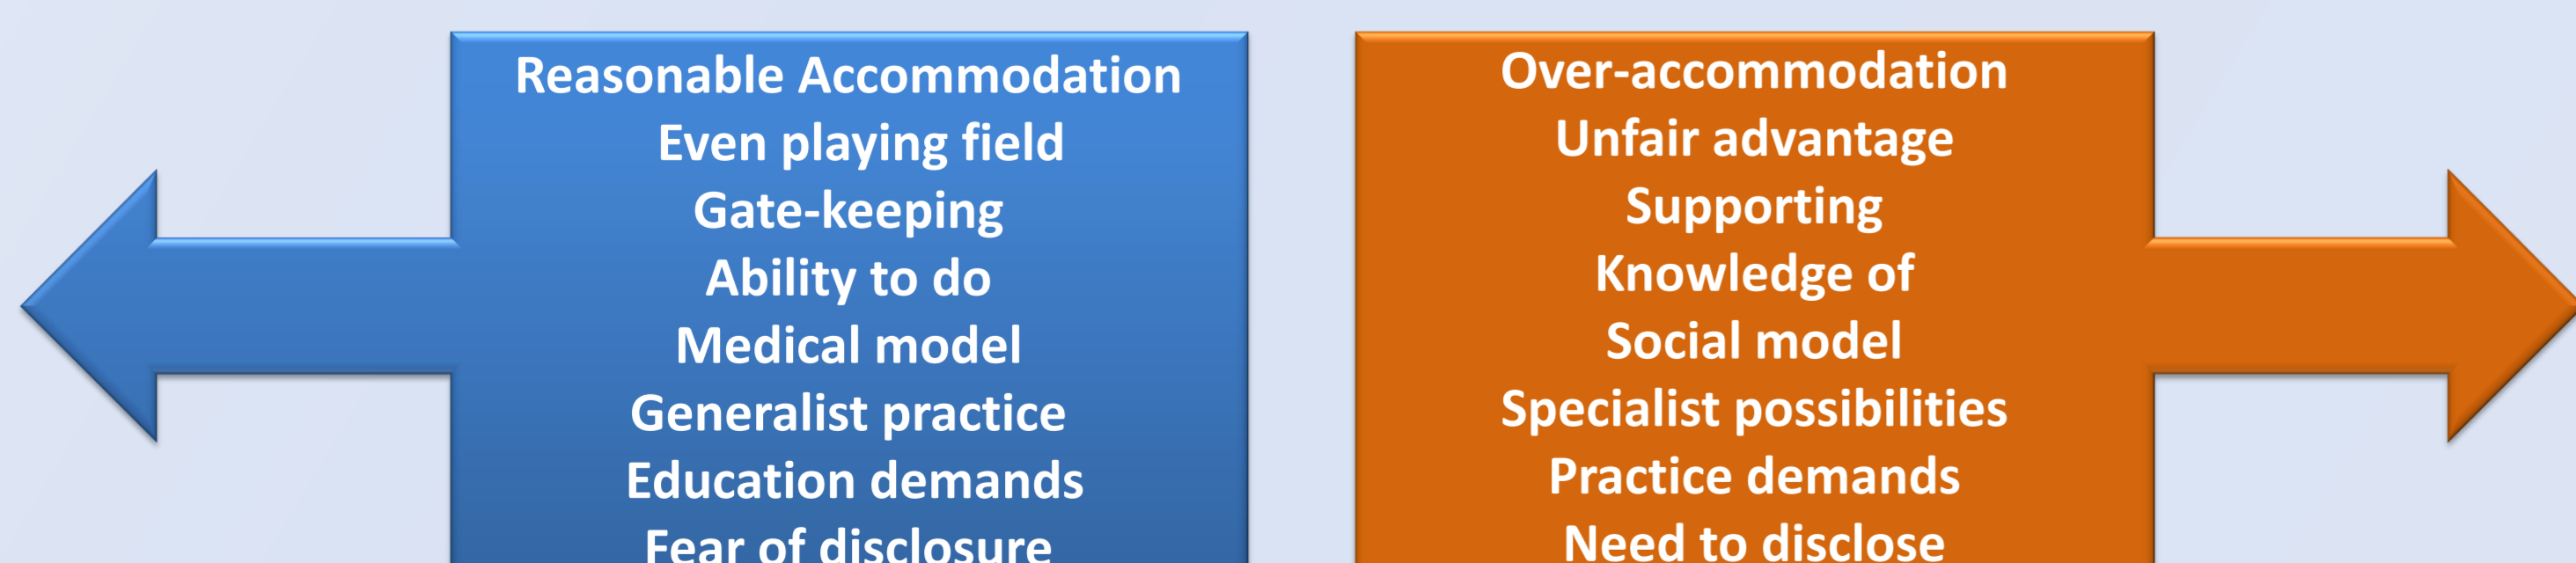 Reasonable Accommodation
Even playing field
Gate-keeping
Ability to do
Medical model
Generalist practice
Education demands
Fear of disclosure
Over-accommodation
Unfair advantage
Supporting
Knowledge of
Social model
Specialist possibilities
Practice demands
Need to disclose